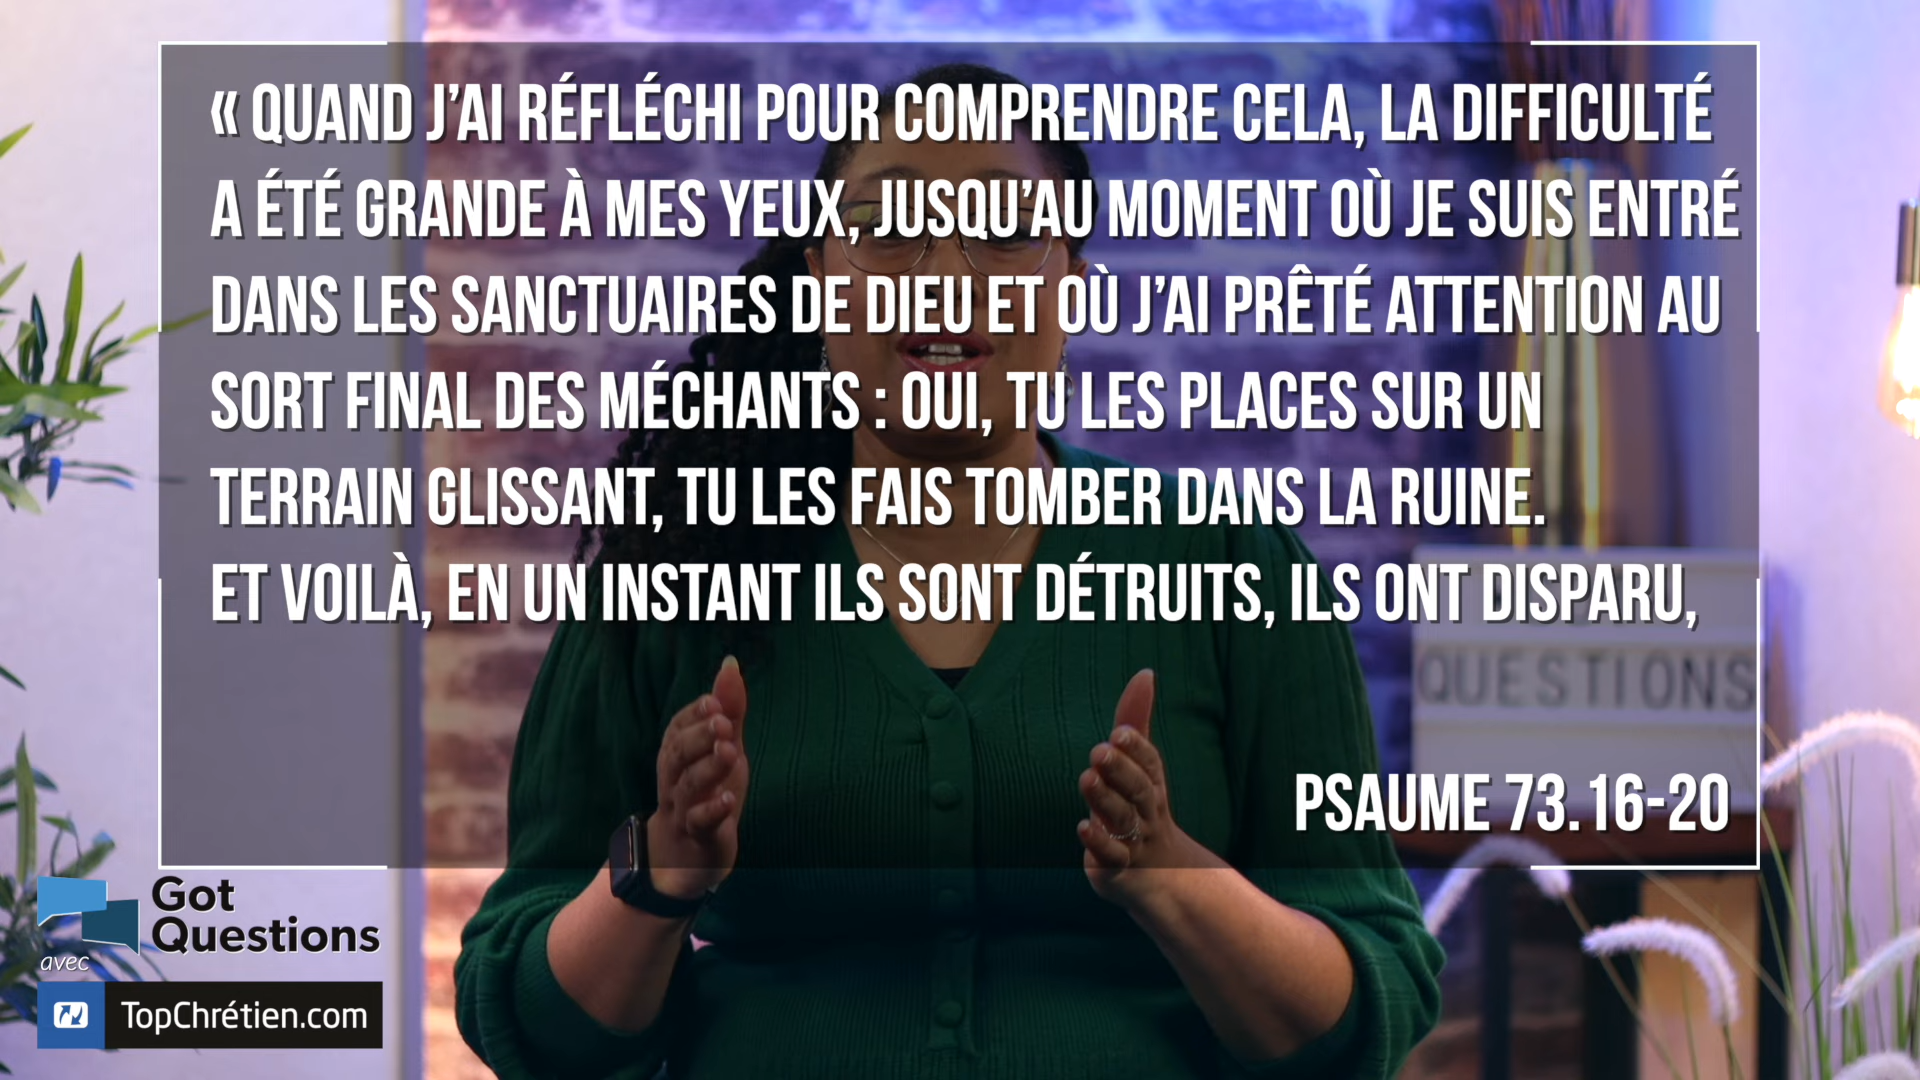 « QUAND J’AI RÉFLÉCHI POUR COMPRENDRE CELA, LA DIFFICULTÉ
A ÉTÉ GRANDE À MES YEUX, JUSQU’AU MOMENT OÙ JE SUIS ENTRÉ
DANS LES SANCTUAIRES DE DIEU ET OÙ J’AI PRÊTÉ ATTENTION AU
SORT FINAL DES MÉCHANTS : OUI, TU LES PLACES SUR UN
TERRAIN GLISSANT, TU LES FAIS TOMBER DANS LA RUINE.
ET VOILÀ, EN UN INSTANT ILS SONT DÉTRUITS, ILS ONT DISPARU,
QUESTIONS
PSAUME 73.16-20
Got
Questions
avec
TopChrétien.com